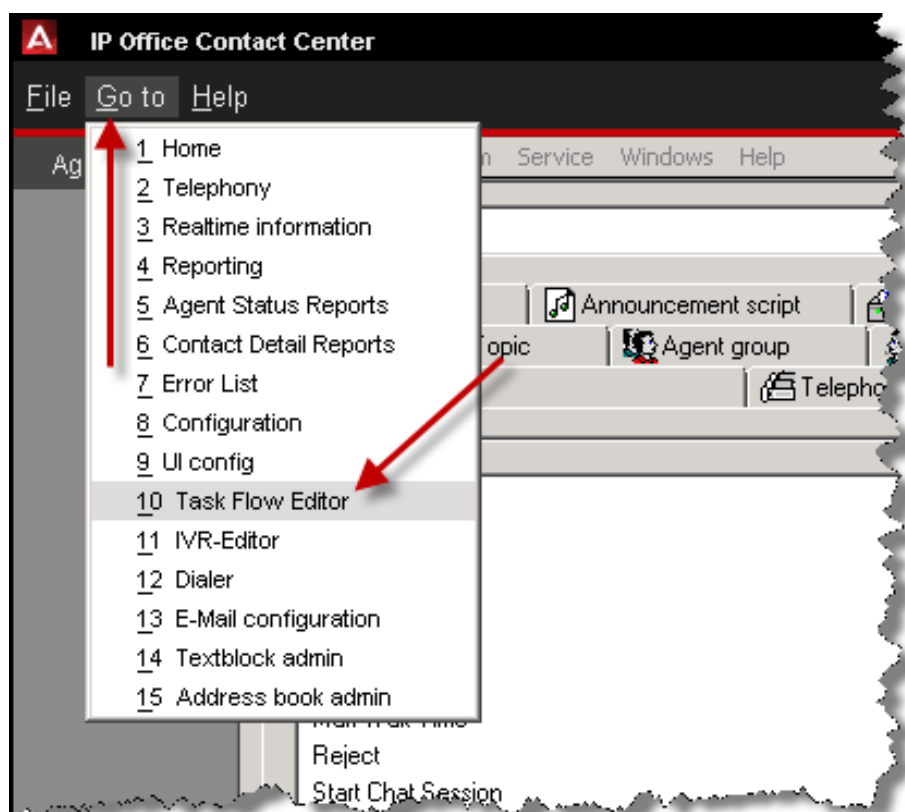 IP Office Contact Center
File Go to Help
Service Windows Help
1 Home
2 Telephony
3 Realtime information
4 Reporting
5 Agent Status Reports
6 Contact Detail Reports
7 Error List
8 Configuration
9 UI config
10 Task Flow Editor
11 IVR-Editor
12 Dialer
13 E-Mail configuration
14 Textblock admin
15 Address book admin
Announcement script
opic Agent group
Telepho
Reject
Start Chat Session